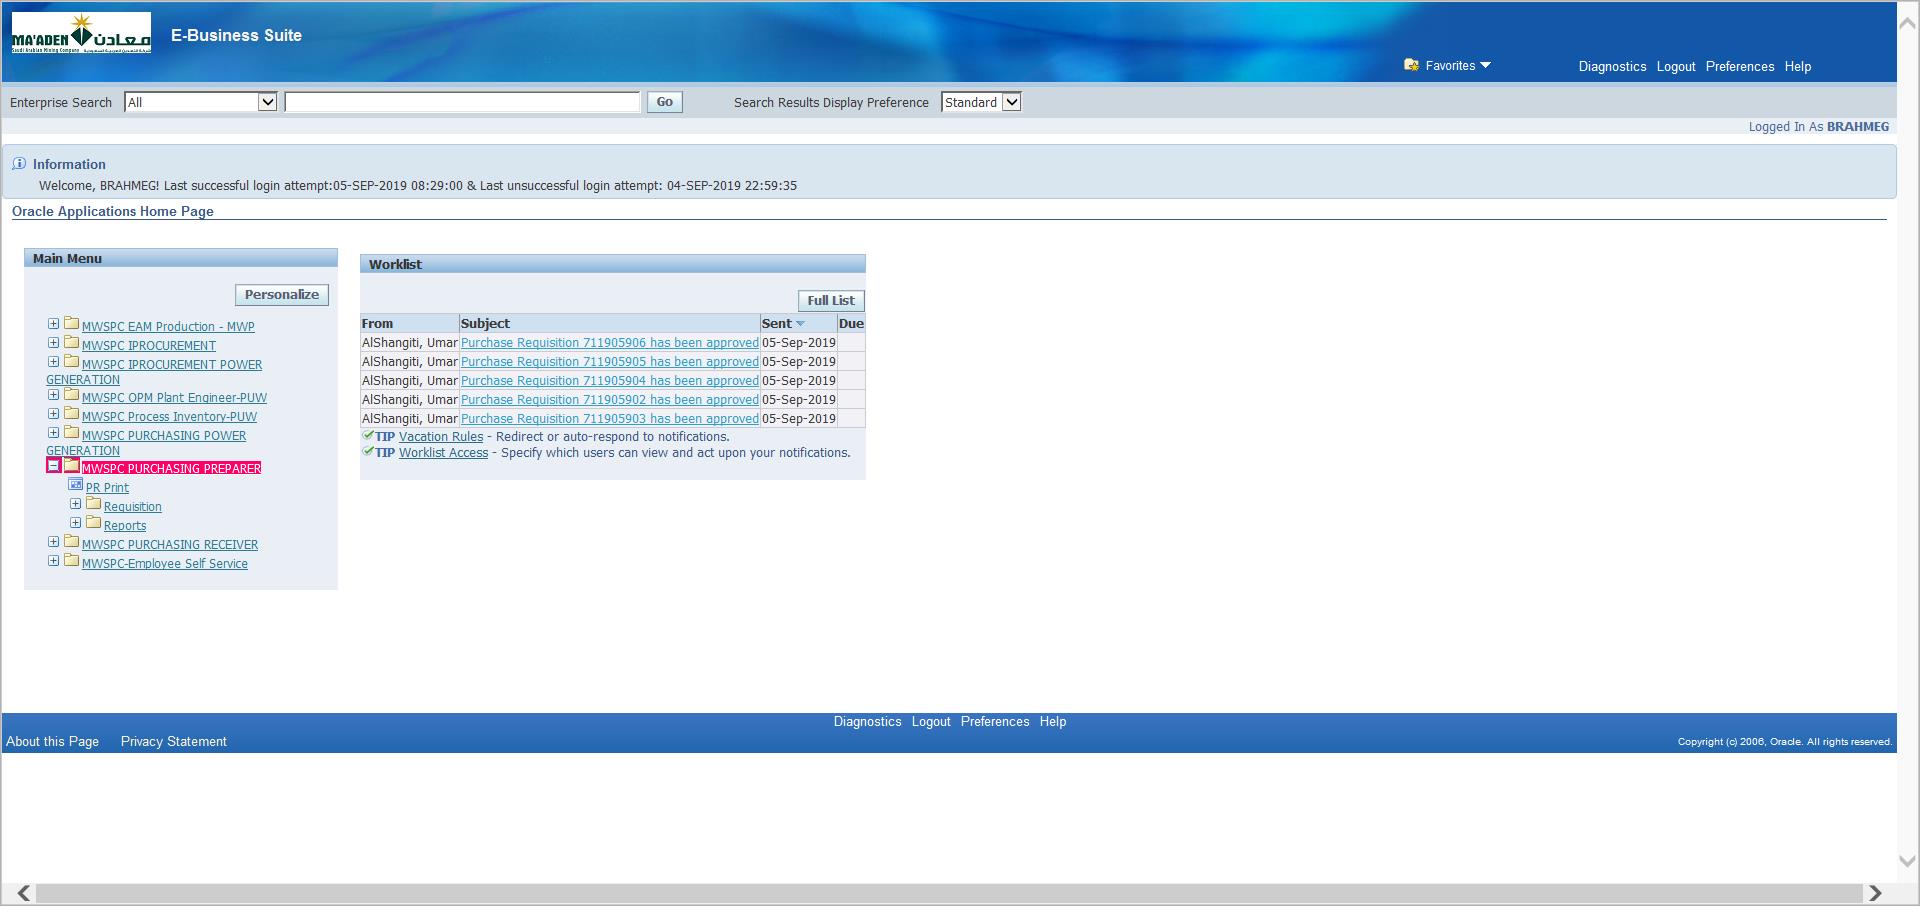 MA'ADEN معادن
Saudi Arabian Mining Company
E-Business Suite
Favorites
Diagnostics Logout Preferences Help
Enterprise Search All Go Search Results Display Preference Standard
Logged In As BRAHMEG
Information
Welcome, BRAHMEG! Last successful login attempt:05-SEP-2019 08:29:00 & Last unsuccessful login attempt: 04-SEP-2019 22:59:35
Oracle Applications Home Page
Main Menu
Personalize
MWSPC EAM Production - MWP
MWSPC IPROCUREMENT
MWSPC IPROCUREMENT POWER
GENERATION
MWSPC OPM Plant Engineer-PUW
MWSPC Process Inventory-PUW
MWSPC PURCHASING POWER
GENERATION
MWSPC PURCHASING PREPARER
PR Print
Requisition
Reports
MWSPC PURCHASING RECEIVER
MWSPC-Employee Self Service
Worklist
Full List
From Subject Sent Due
AlShangiti, Umar Purchase Requisition 711905906 has been approved 05-Sep-2019
AlShangiti, Umar Purchase Requisition 711905905 has been approved 05-Sep-2019
AlShangiti, Umar Purchase Requisition 711905904 has been approved 05-Sep-2019
AlShangiti, Umar Purchase Requisition 711905902 has been approved 05-Sep-2019
AlShangiti, Umar Purchase Requisition 711905903 has been approved 05-Sep-2019
TIP Vacation Rules - Redirect or auto-respond to notifications.
TIP Worklist Access - Specify which users can view and act upon your notifications.
Diagnostics Logout Preferences Help
About this Page Privacy Statement
Copyright (c) 2006, Oracle. All rights reserved.